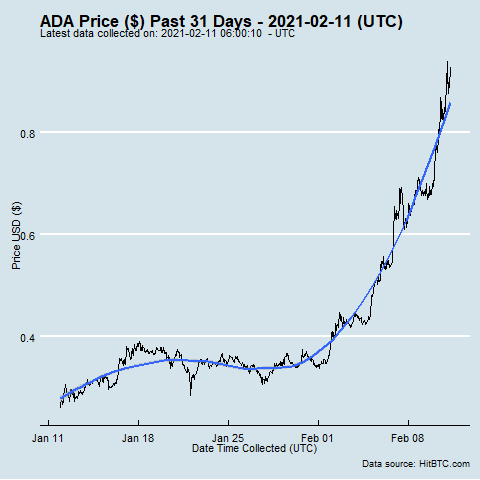 ADA Price ($) Past 31 Days - 2021-02-11 (UTC)
Latest data collected on: 2021-02-11 06:00:10 - UTC
Price USD ($)
0.8
0.6
0.4
Jan 11 Jan 18 Jan 25 Feb 01 Feb 08
Date Time Collected (UTC)
Data source: HitBTC.com